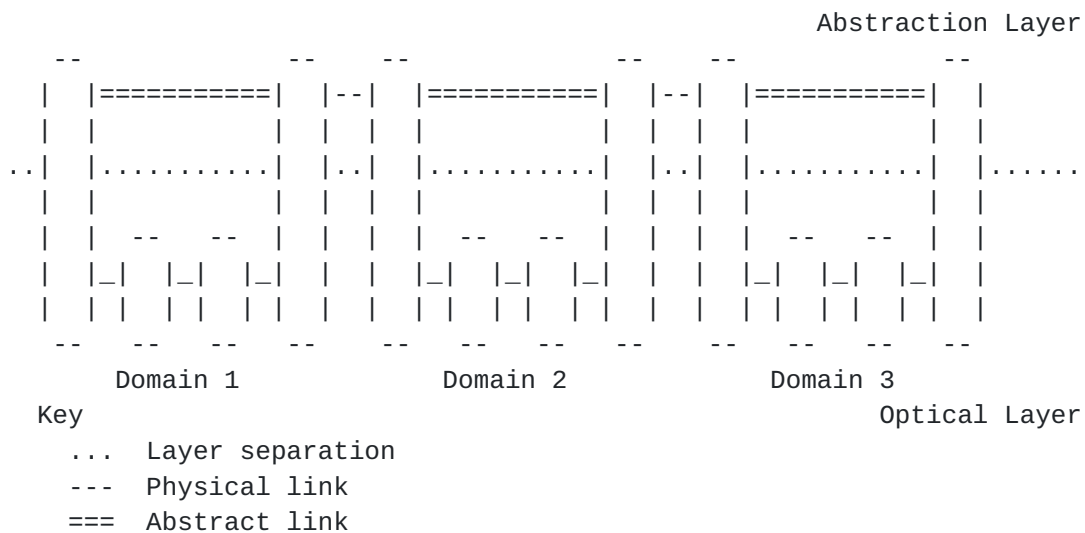 Abstraction Layer
Domain 1 Domain 2 Domain 3
Key Optical Layer
... Layer separation
--- Physical link
=== Abstract link